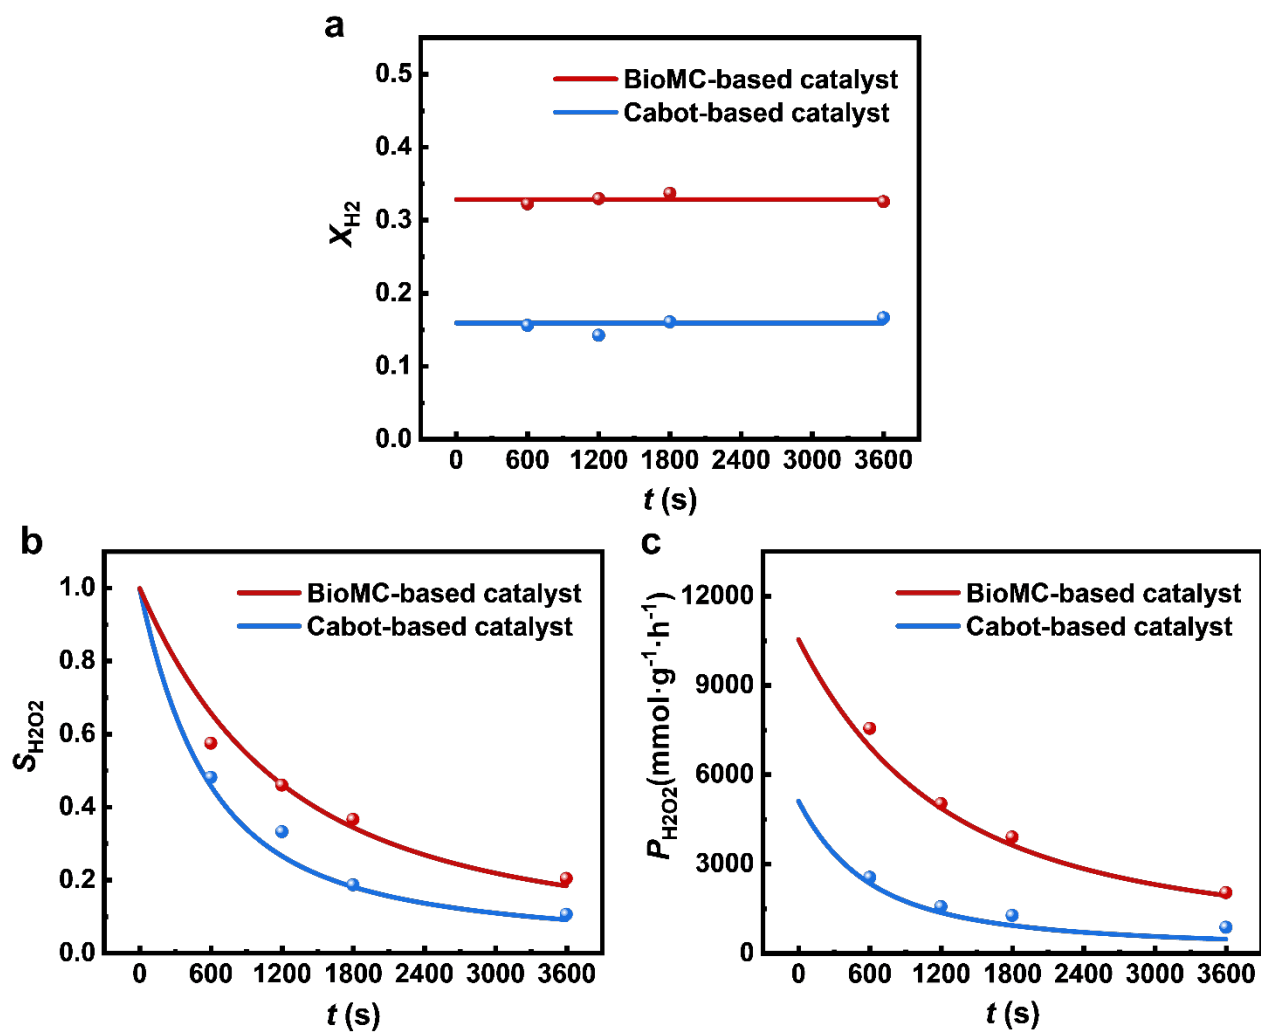 a
BioMC-based catalyst
Cabot-based catalyst
0.5
0.4
0.3
0.2
0.1
0.0
X_H2
0 600 1200 1800 2400 3000 3600
t (s)
b
BioMC-based catalyst
Cabot-based catalyst
1.0
0.8
0.6
0.4
0.2
0.0
S_H2O2
0 600 1200 1800 2400 3000 3600
t (s)
c
BioMC-based catalyst
Cabot-based catalyst
12000
9000
6000
3000
0
P_H2O2(mmol·g⁻¹·h⁻¹)
0 600 1200 1800 2400 3000 3600
t (s)